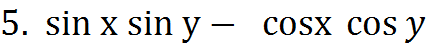 5. sin x sin y – cosx cos y